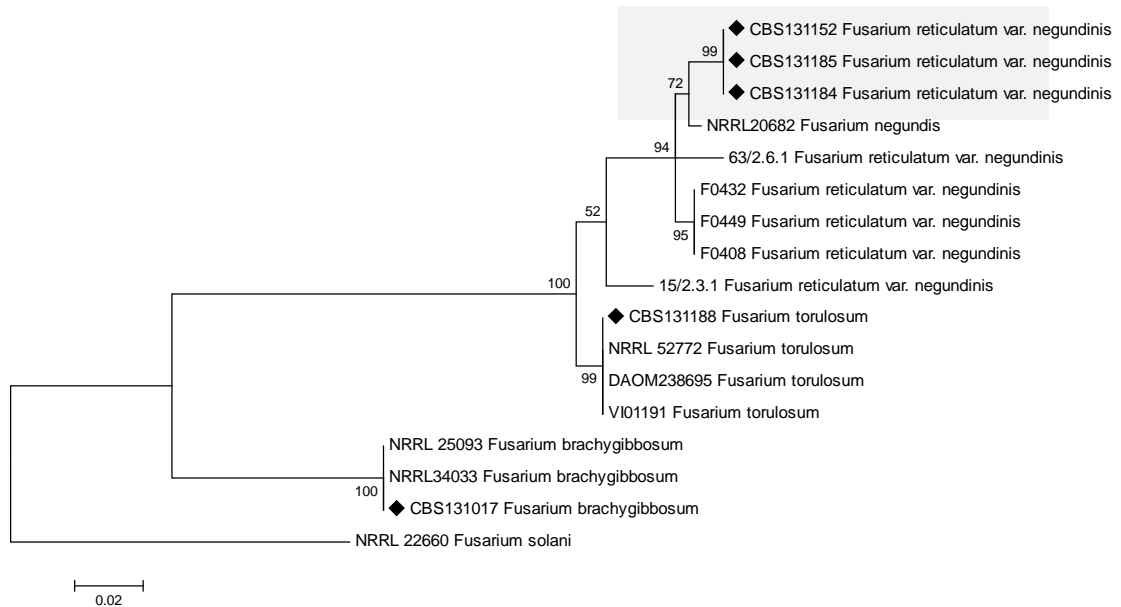 CBS131152 Fusarium reticulatum var. negundinis
99
CBS131185 Fusarium reticulatum var. negundinis
72
CBS131184 Fusarium reticulatum var. negundinis
NRRL20682 Fusarium negundis
94
63/2.6.1 Fusarium reticulatum var. negundinis
F0432 Fusarium reticulatum var. negundinis
52
F0449 Fusarium reticulatum var. negundinis
95
F0408 Fusarium reticulatum var. negundinis
100
15/2.3.1 Fusarium reticulatum var. negundinis
CBS131188 Fusarium torulosum
NRRL 52772 Fusarium torulosum
99
DAOM238695 Fusarium torulosum
VI01191 Fusarium torulosum
NRRL 25093 Fusarium brachygibbosum
NRRL34033 Fusarium brachygibbosum
100
CBS131017 Fusarium brachygibbosum
NRRL 22660 Fusarium solani
0.02